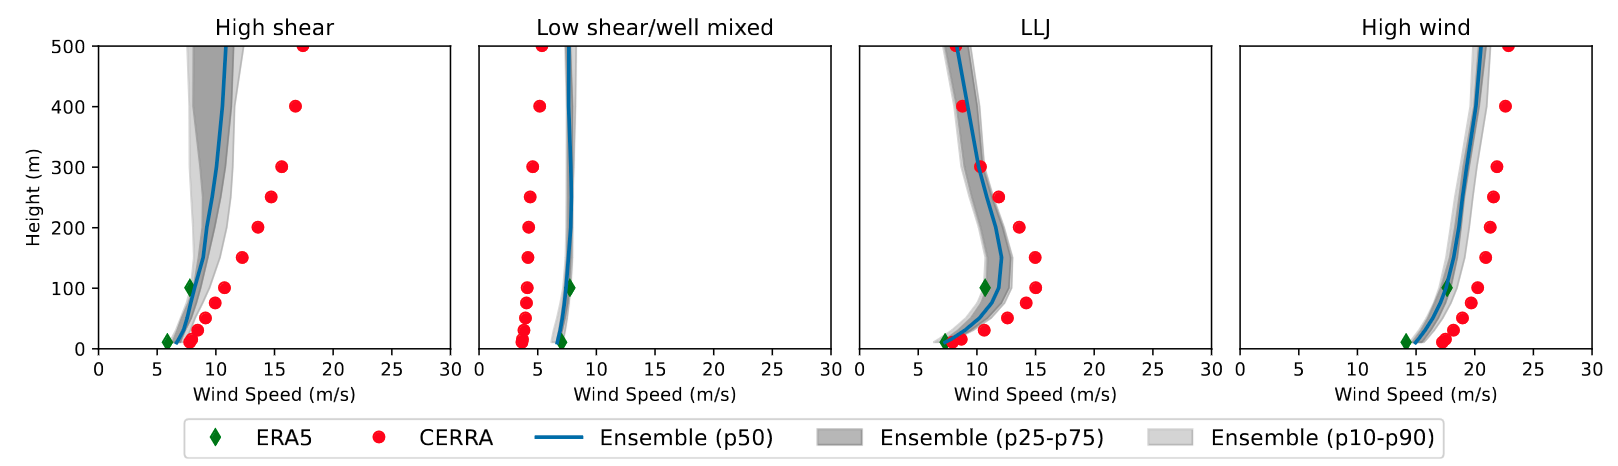 High shear
Low shear/well mixed
LLJ
High wind
500
400
300
200
100
0
Height (m)
0 5 10 15 20 25 30
0 5 10 15 20 25 30
0 5 10 15 20 25 30
0 5 10 15 20 25 30
Wind Speed (m/s)
Wind Speed (m/s)
Wind Speed (m/s)
Wind Speed (m/s)
ERA5 CERRA Ensemble (p50) Ensemble (p25-p75) Ensemble (p10-p90)